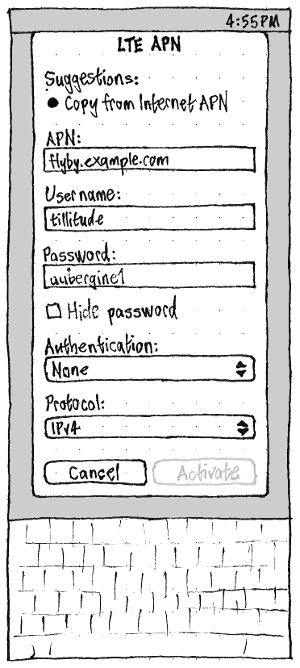 4:55PM
LTE APN
Suggestions:
Copy from Internet APN
APN:
flyby.example.com
Username:
tillitude
Password:
aubergine1
Hide password
Authentication:
None
Protocol:
IPv4
Cancel Activate